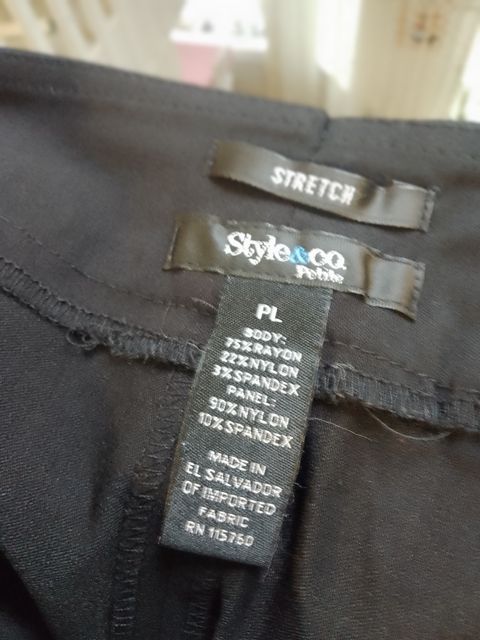 STRETCH
Style&co.
Petite
PL
BODY:
75%RAYON
22%NYLON
3%SPANDEX
PANEL:
90%NYLON
10%SPANDEX
MADE IN
EL SALVADOR
OF IMPORTED
FABRIC
RN 115750